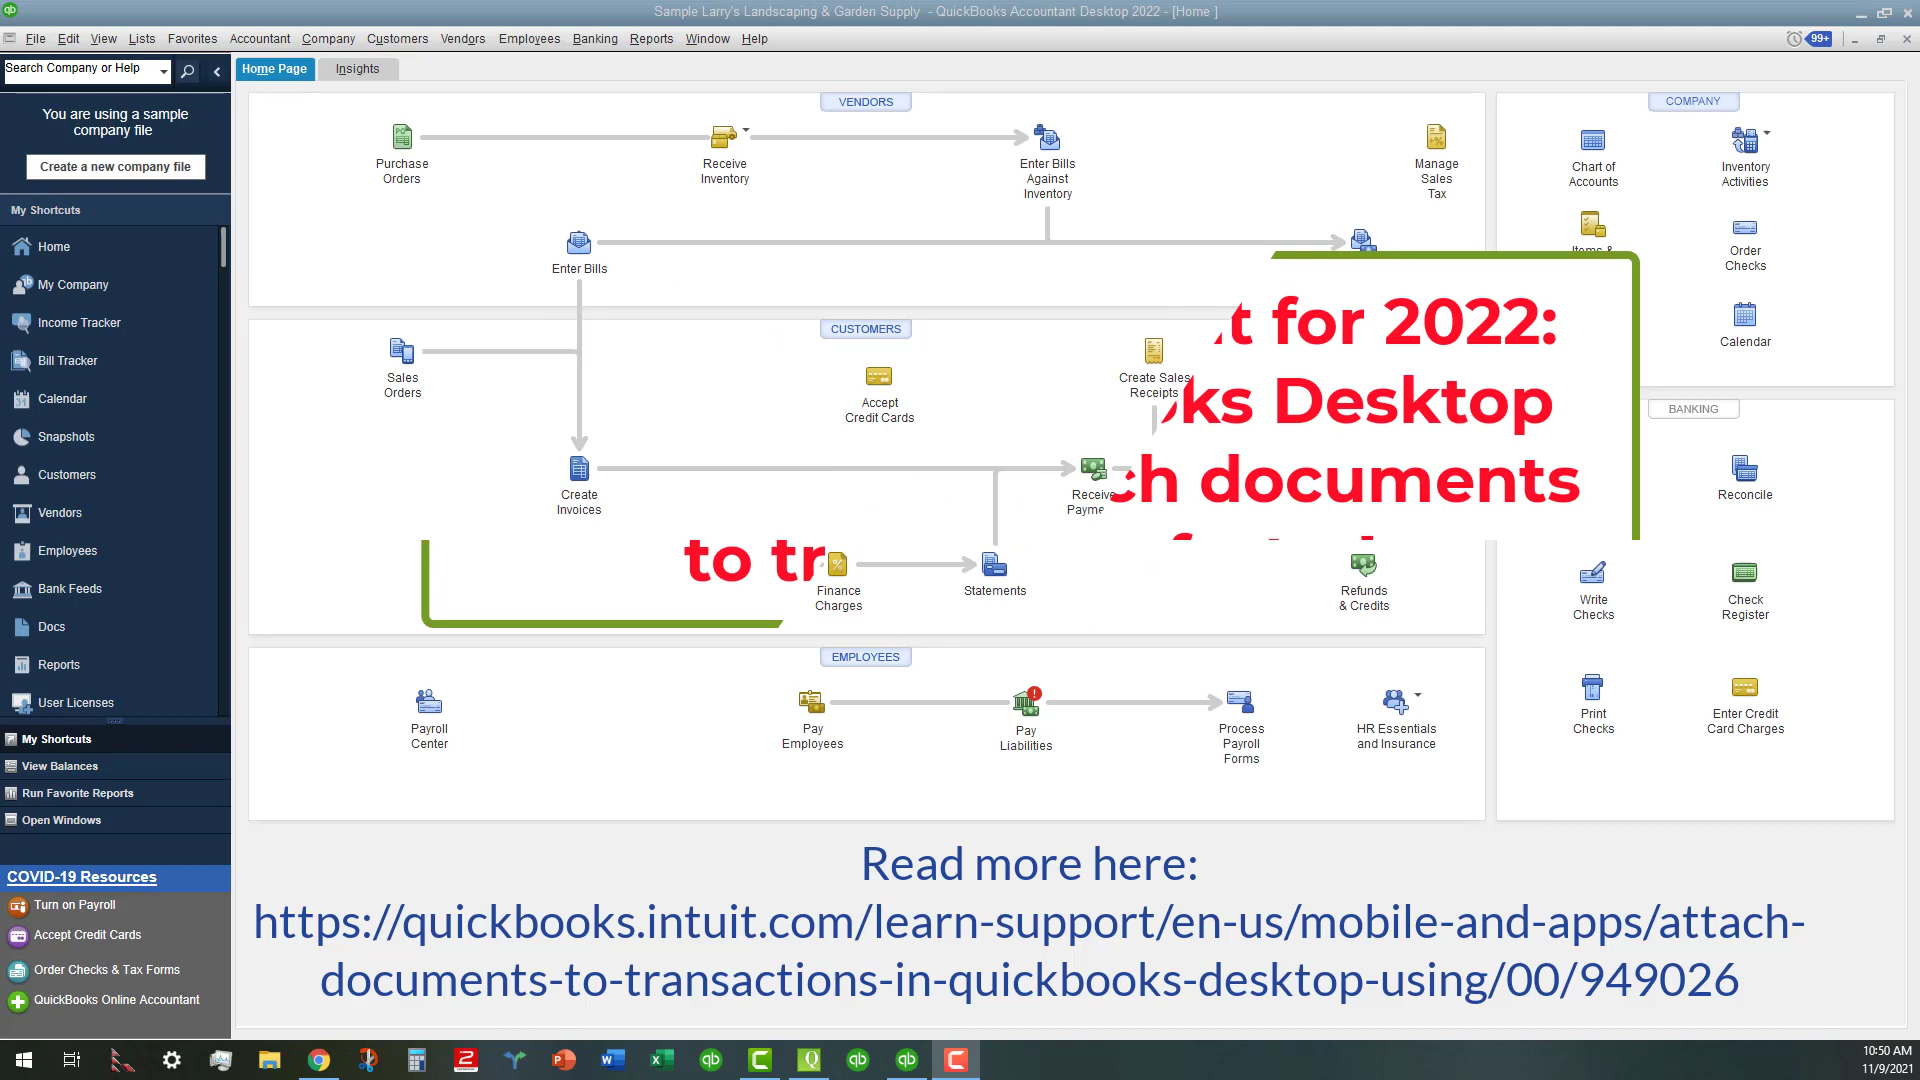 Sample Larry's Landscaping & Garden Supply - QuickBooks Accountant Desktop 2022 - [Home ]
File Edit View Lists Favorites Accountant Company Customers Vendors Employees Banking Reports Window Help
99+
Search Company or Help
Home Page Insights
You are using a sample
company file
Create a new company file
My Shortcuts
Home
My Company
Income Tracker
Bill Tracker
Calendar
Snapshots
Customers
Vendors
Employees
Bank Feeds
Docs
Reports
User Licenses
My Shortcuts
View Balances
Run Favorite Reports
Open Windows
COVID-19 Resources
Turn on Payroll
Accept Credit Cards
Order Checks & Tax Forms
QuickBooks Online Accountant
VENDORS
Purchase
Orders
Receive
Inventory
Enter Bills
Against
Inventory
Manage
Sales
Tax
Enter Bills
CUSTOMERS
Sales
Orders
Accept
Credit Cards
Create Sales
Receipts
Create
Invoices
Receive
Finance
Charges
Statements
Refunds
& Credits
for 2022:
Desktop
documents
to
EMPLOYEES
Payroll
Center
Pay
Employees
Pay
Liabilities
Process
Payroll
Forms
HR Essentials
and Insurance
COMPANY
Chart of
Accounts
Inventory
Activities
Items &
Order
Checks
Calendar
BANKING
Reconcile
Write
Checks
Check
Register
Print
Checks
Enter Credit
Card Charges
Read more here:
https://quickbooks.intuit.com/learn-support/en-us/mobile-and-apps/attach-
documents-to-transactions-in-quickbooks-desktop-using/00/949026
10:50 AM
11/9/2021